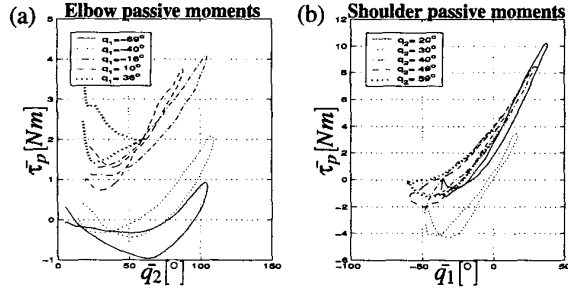 (a) Elbow passive moments
q₁=-69°
q₁=-40°
q₁=-16°
q₁= 10°
q₁= 36°
5
4
3
2
1
0
-1
0 50 100 150
τ̄p[Nm]
q̄2[°]
(b) Shoulder passive moments
q₂= 20°
q₂= 30°
q₂= 40°
q₂= 49°
q₂= 59°
12
10
8
6
4
2
0
-2
-4
-6
-100 -50 0 50
τ̄p[Nm]
q̄1[°]